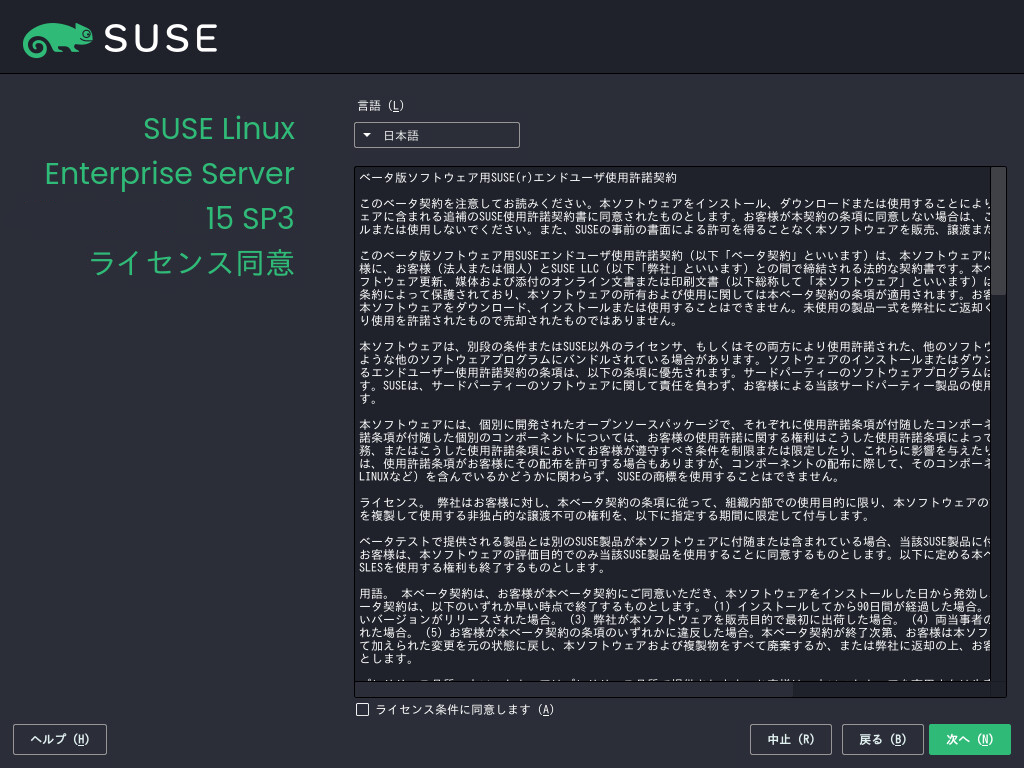 SUSE
SUSE Linux
Enterprise Server
15 SP3
ライセンス同意
言語 (L)
日本語
ベータ版ソフトウェア用SUSE(r)エンドユーザ使用許諾契約
このベータ契約を注意してお読みください。本ソフトウェアをインストール、ダウンロードまたは使用することにより
ェアに含まれる追補のSUSE使用許諾契約書に同意されたものとします。お客様が本契約の条項に同意しない場合は、こ
ルまたは使用しないでください。また、SUSEの事前の書面による許可を得ることなく本ソフトウェアを販売、譲渡また
このベータ版ソフトウェア用SUSEエンドユーザ使用許諾契約（以下「ベータ契約」といいます）は、本ソフトウェアに
様に、お客様（法人または個人）とSUSE LLC（以下「弊社」といいます）との間で締結される法的な契約書です。本ベ
フトウェア更新、媒体および添付のオンライン文書または印刷文書（以下総称して「本ソフトウェア」といいます）は
条約によって保護されており、本ソフトウェアの所有および使用に関しては本ベータ契約の条項が適用されます。お客
本ソフトウェアをダウンロード、インストールまたは使用することはできません。未使用の製品一式を弊社にご返却く
り使用を許諾されたもので売却されたものではありません。
本ソフトウェアは、別段の条件またはSUSE以外のライセンサ、もしくはその両方により使用許諾された、他のソフトウ
ような他のソフトウェアプログラムにバンドルされている場合があります。ソフトウェアのインストールまたはダウン
るエンドユーザー使用許諾契約の条項は、以下の条項に優先されます。サードパーティーのソフトウェアプログラムは
す。SUSEは、サードパーティーのソフトウェアに関して責任を負わず、お客様による当該サードパーティー製品の使用
す。
本ソフトウェアには、個別に開発されたオープンソースパッケージで、それぞれに使用許諾条項が付随したコンポーネ
諾条項が付随した個別のコンポーネントについては、お客様の使用許諾に関する権利はこうした使用許諾条項によって
務、またはこうした使用許諾条項においてお客様が遵守すべき条件を制限または限定したり、これらに影響を与えたり
は、使用許諾条項がお客様にその配布を許可する場合もありますが、コンポーネントの配布に際して、そのコンポーネ
LINUXなど）を含んでいるかどうかに関わらず、SUSEの商標を使用することはできません。
ライセンス。 弊社はお客様に対し、本ベータ契約の条項に従って、組織内部での使用目的に限り、本ソフトウェアの
を複製して使用する非独占的な譲渡不可の権利を、以下に指定する期間に限定して付与します。
ベータテストで提供される製品とは別のSUSE製品が本ソフトウェアに付随または含まれている場合、当該SUSE製品に付
お客様は、本ソフトウェアの評価目的でのみ当該SUSE製品を使用することに同意するものとします。以下に定める本ベ
SLESを使用する権利も終了するものとします。
用語。 本ベータ契約は、お客様が本ベータ契約にご同意いただき、本ソフトウェアをインストールした日から発効し
ータ契約は、以下のいずれか早い時点で終了するものとします。（1）インストールしてから90日間が経過した場合。
いバージョンがリリースされた場合。（3）弊社が本ソフトウェアを販売目的で最初に出荷した場合。（4）両当事者の
れた場合。（5）お客様が本ベータ契約の条項のいずれかに違反した場合。本ベータ契約が終了次第、お客様は本ソフ
て加えられた変更を元の状態に戻し、本ソフトウェアおよび複製物をすべて廃棄するか、または弊社に返却の上、お客
とします。
ライセンス条件に同意します (A)
ヘルプ (H)
中止 (R)
戻る (B)
次へ (N)